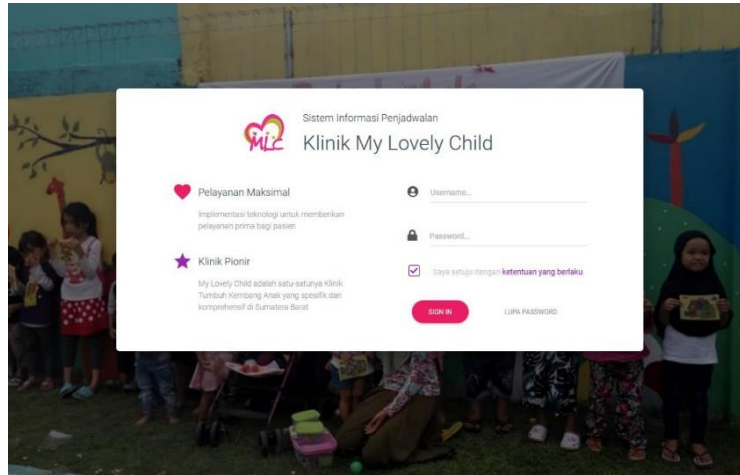 MLC
Sistem Informasi Penjadwalan
Klinik My Lovely Child
Pelayanan Maksimal
Implementasi teknologi untuk memberikan
pelayanan prima bagi pasien
Klinik Pionir
My Lovely Child adalah satu-satunya Klinik
Tumbuh Kembang Anak yang spesifik dan
komprehensif di Sumatera Barat
Username...
Password...
Saya setuju dengan ketentuan yang berlaku
SIGN IN
LUPA PASSWORD